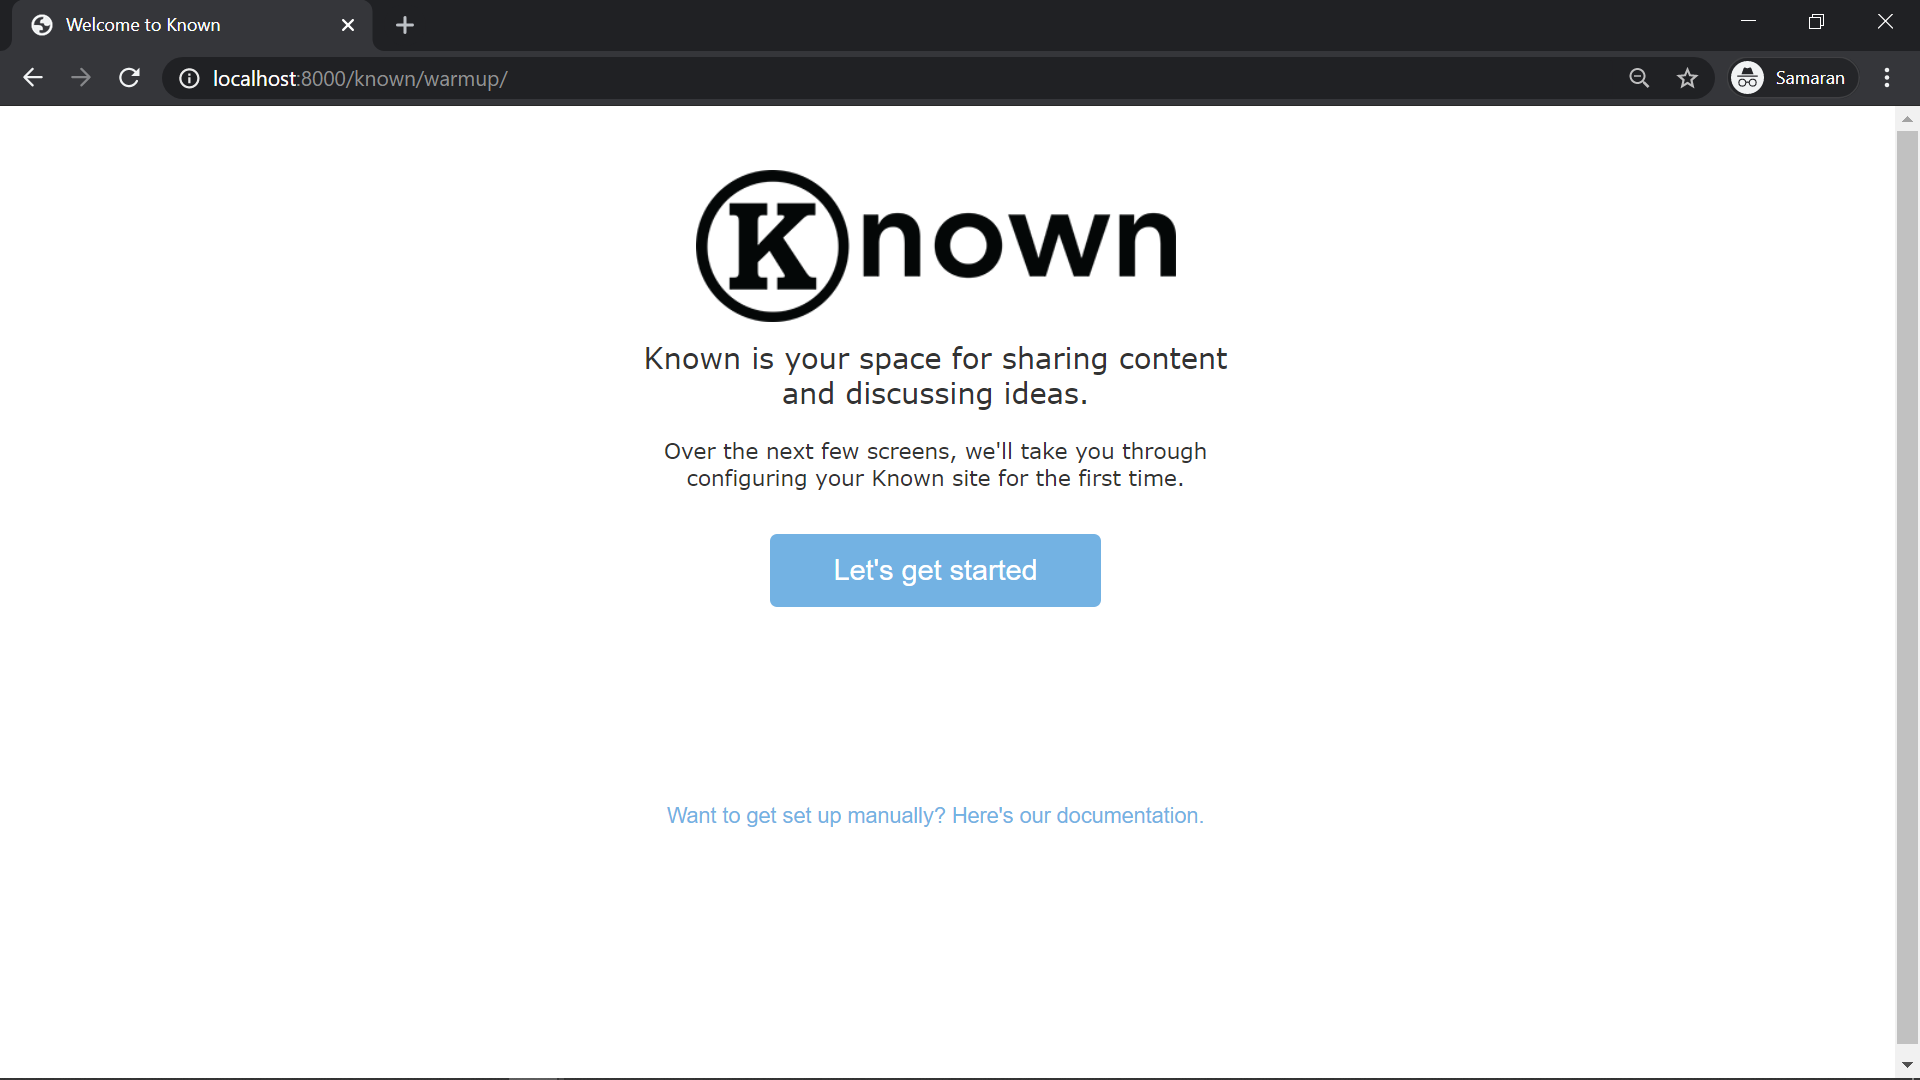 Welcome to Known
localhost:8000/known/warmup/
Samaran
Known
Known is your space for sharing content
and discussing ideas.
Over the next few screens, we'll take you through
configuring your Known site for the first time.
Let's get started
Want to get set up manually? Here's our documentation.